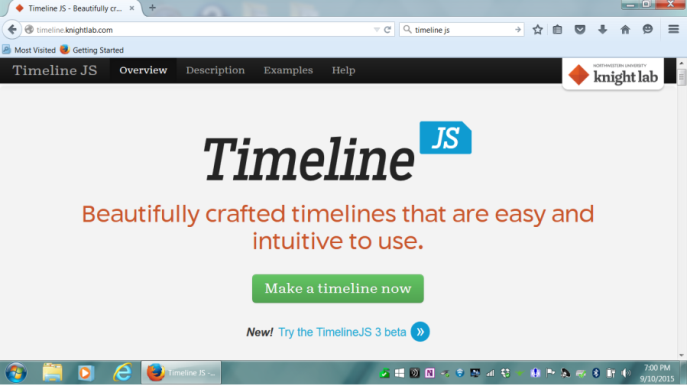 Timeline JS - Beautifully cr...
timeline.knightlab.com
timeline js
Most Visited
Getting Started
Timeline JS
Overview
Description
Examples
Help
NORTHWESTERN UNIVERSITY
knight lab
Timeline JS
Beautifully crafted timelines that are easy and
intuitive to use.
Make a timeline now
New! Try the TimelineJS 3 beta
Timeline JS -...
7:00 PM
9/10/2015